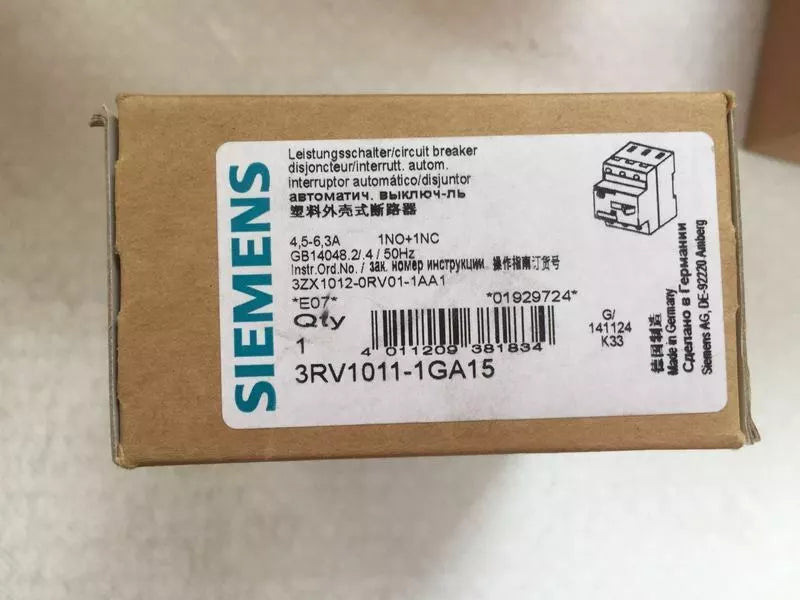 SIEMENS
Leistungsschalter/circuit breaker
disjoncteur/interrutt. autom.
interruptor automático/disjuntor
автоматич. выключ-ль
塑料外壳式断路器
4,5-6,3A 1NO+1NC
GB14048.2/.4 / 50Hz
Instr.Ord.No. / зак. номер инструкции 操作指南订货号
3ZX1012-0RV01-1AA1
*E07* *01929724*
Qty
1
4 011209 381834
3RV1011-1GA15
G/
141124
K33
德国制造
Made in Germany
Сделано в Германии
Siemens AG, DE-92220 Amberg